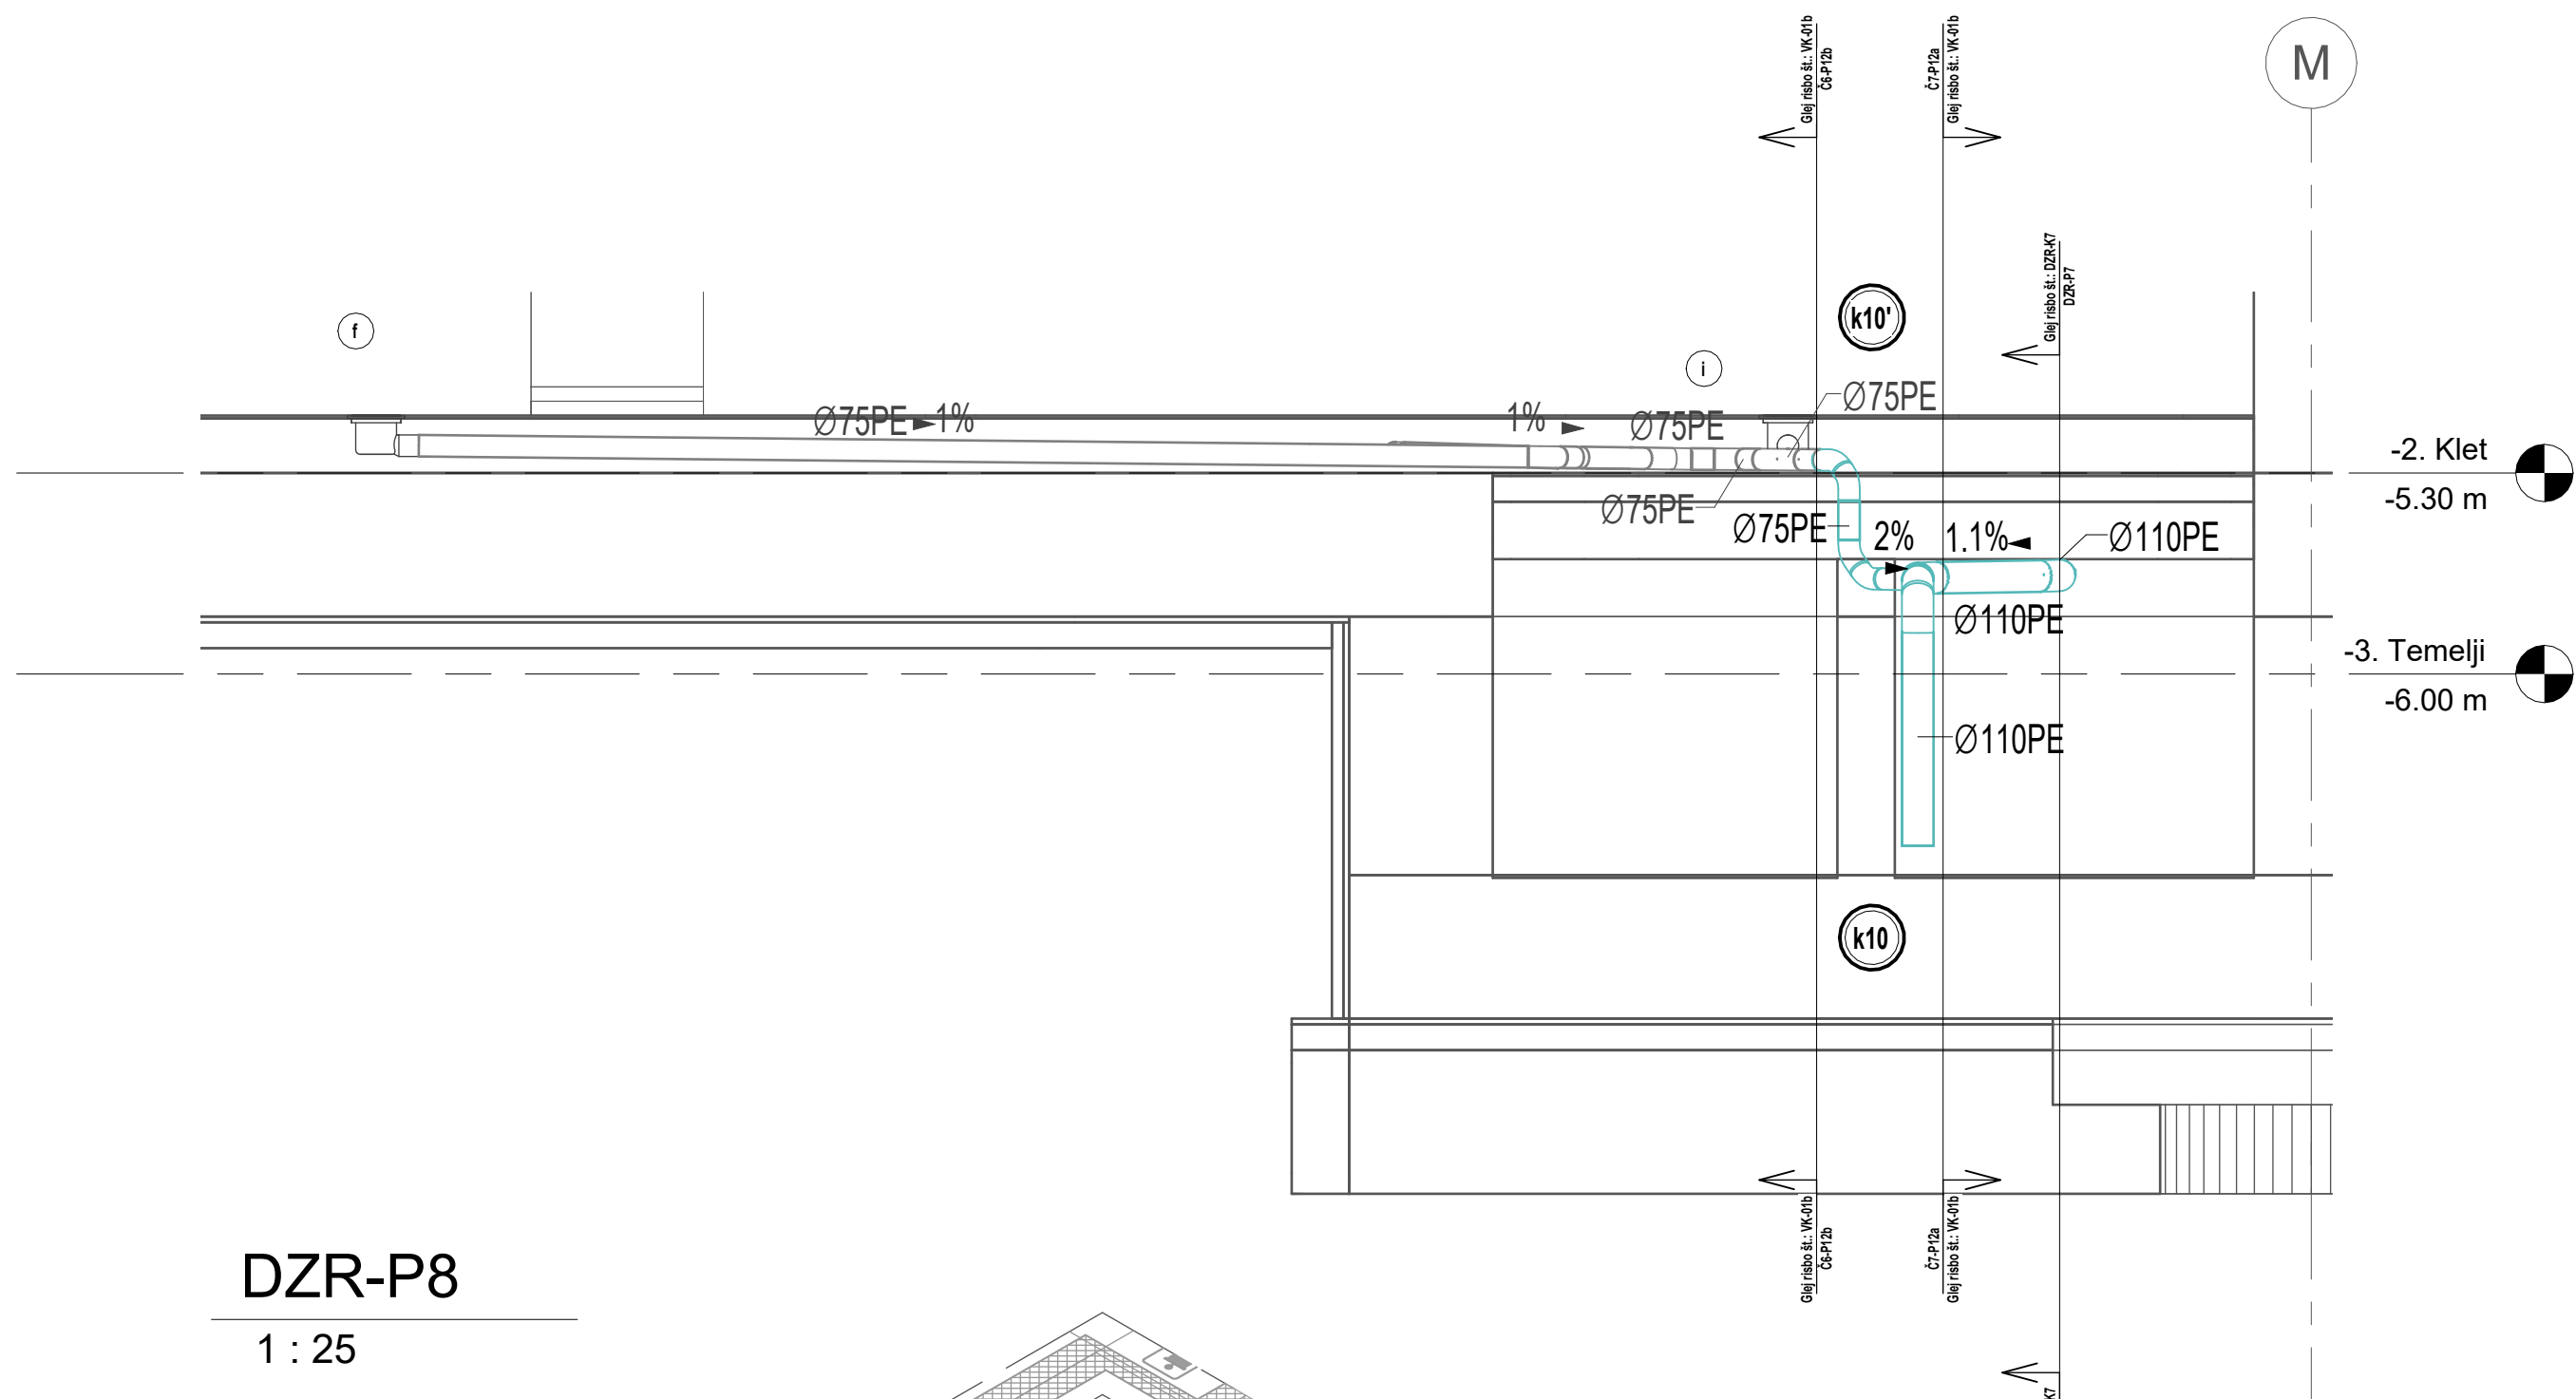 Glej risbo št.: VK-01b
Č6-P12b
Č7-P12a
Glej risbo št.: VK-01b
M
Glej risbo št.: DZR-K7
DZR-P7
k10'
f
i
Ø75PE
1%
1%
Ø75PE
Ø75PE
-2. Klet
-5.30 m
Ø75PE
Ø75PE
2%
1.1%
Ø110PE
Ø110PE
-3. Temelji
-6.00 m
Ø110PE
k10
Glej risbo št.: VK-01b
Č6-P12b
Č7-P12a
Glej risbo št.: VK-01b
DZR-P8
1 : 25
K7